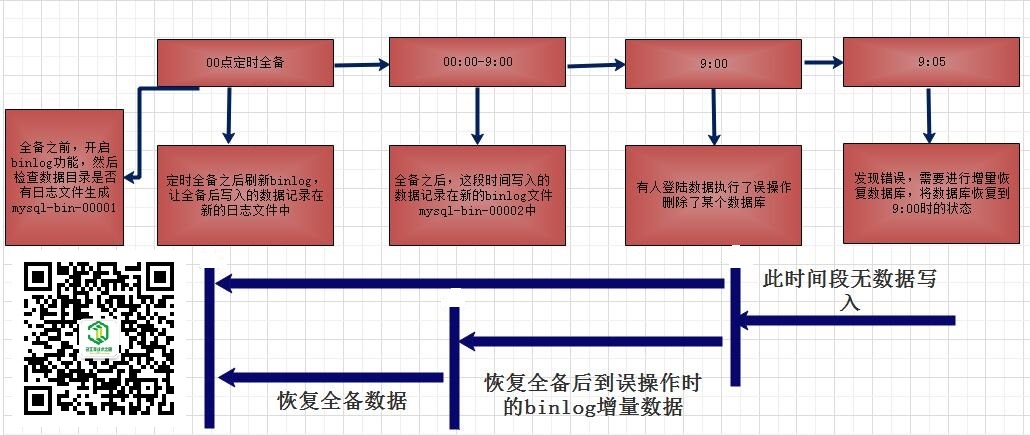 00点定时全备
00:00-9:00
9:00
9:05
全备之前，开启
binlog功能，然后
检查数据目录是否
有日志文件生成
mysql-bin-00001
定时全备之后刷新binlog，
让全备后写入的数据记录在
新的日志文件中
全备之后，这段时间写入的
数据记录在新的binlog文件
mysql-bin-00002中
有人登陆数据执行了误操作
删除了某个数据库
发现错误，需要进行增量恢
复数据库，将数据库恢复到
9:00时的状态
此时间段无数据写
入
恢复全备数据
恢复全备后到误操作时
的binlog增量数据